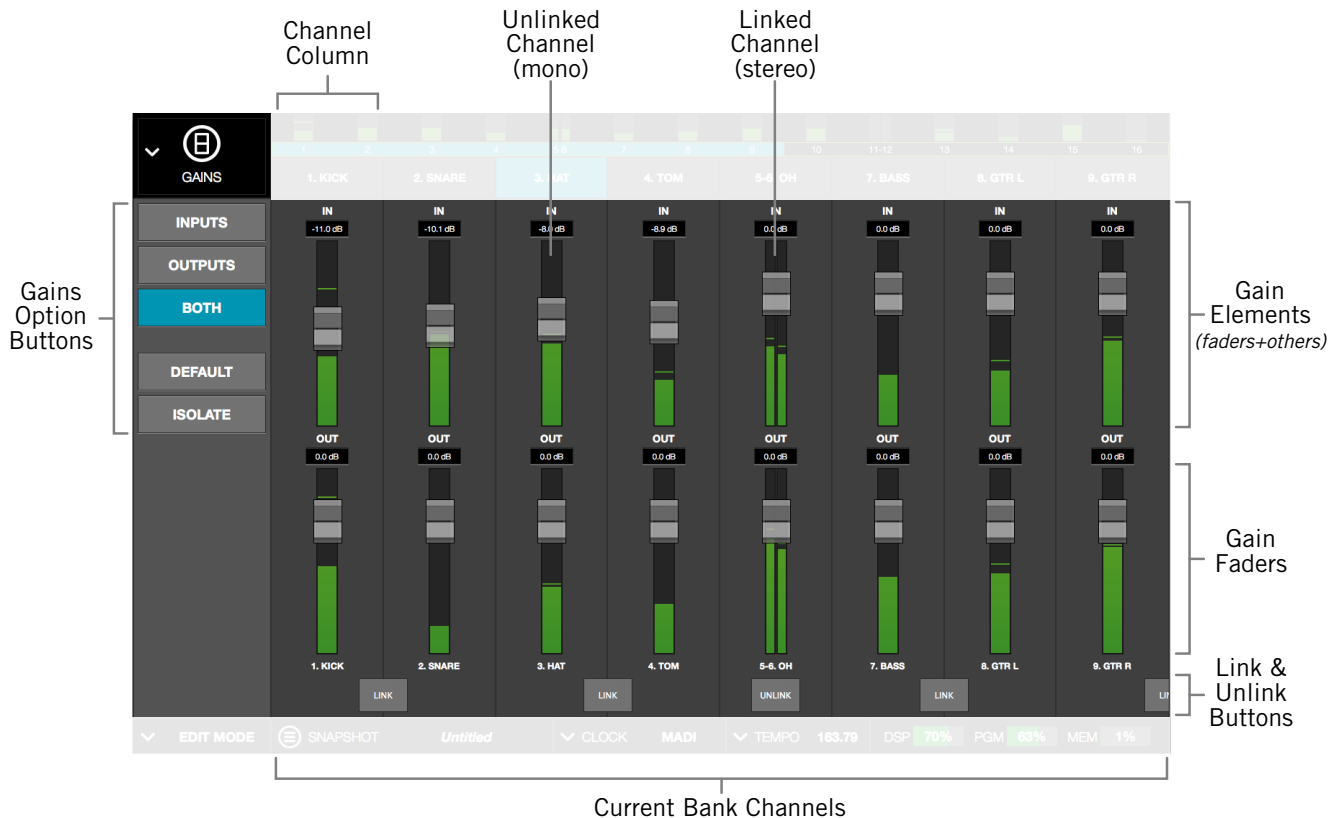 Channel
Column
Unlinked
Channel
(mono)
Linked
Channel
(stereo)
GAINS
1 2 3 4 5-6 7 8 9 10 11-12 13 14 15 16
1. KICK 2. SNARE 3. HAT 4. TOM 5-6. OH 7. BASS 8. GTR L 9. GTR R
Gains
Option
Buttons
INPUTS
OUTPUTS
BOTH
DEFAULT
ISOLATE
IN IN IN IN IN IN IN IN
-11.0 dB -10.1 dB -8.0 dB -8.9 dB 0.0 dB 0.0 dB 0.0 dB 0.0 dB
Gain
Elements
(faders+others)
OUT OUT OUT OUT OUT OUT OUT OUT
0.0 dB 0.0 dB 0.0 dB 0.0 dB 0.0 dB 0.0 dB 0.0 dB 0.0 dB
Gain
Faders
1. KICK 2. SNARE 3. HAT 4. TOM 5-6. OH 7. BASS 8. GTR L 9. GTR R
LINK LINK UNLINK LINK LI
Link &
Unlink
Buttons
EDIT MODE SNAPSHOT Untitled CLOCK MADI TEMPO 163.79 DSP 70% PGM 63% MEM 1%
Current Bank Channels